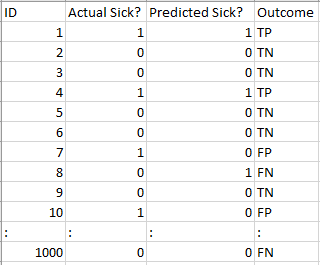 ID Actual Sick? Predicted Sick? Outcome
1 1 1 TP
2 0 0 TN
3 0 0 TN
4 1 1 TP
5 0 0 TN
6 0 0 TN
7 1 0 FP
8 0 1 FN
9 0 0 TN
10 1 0 FP
: : : :
1000 0 0 FN